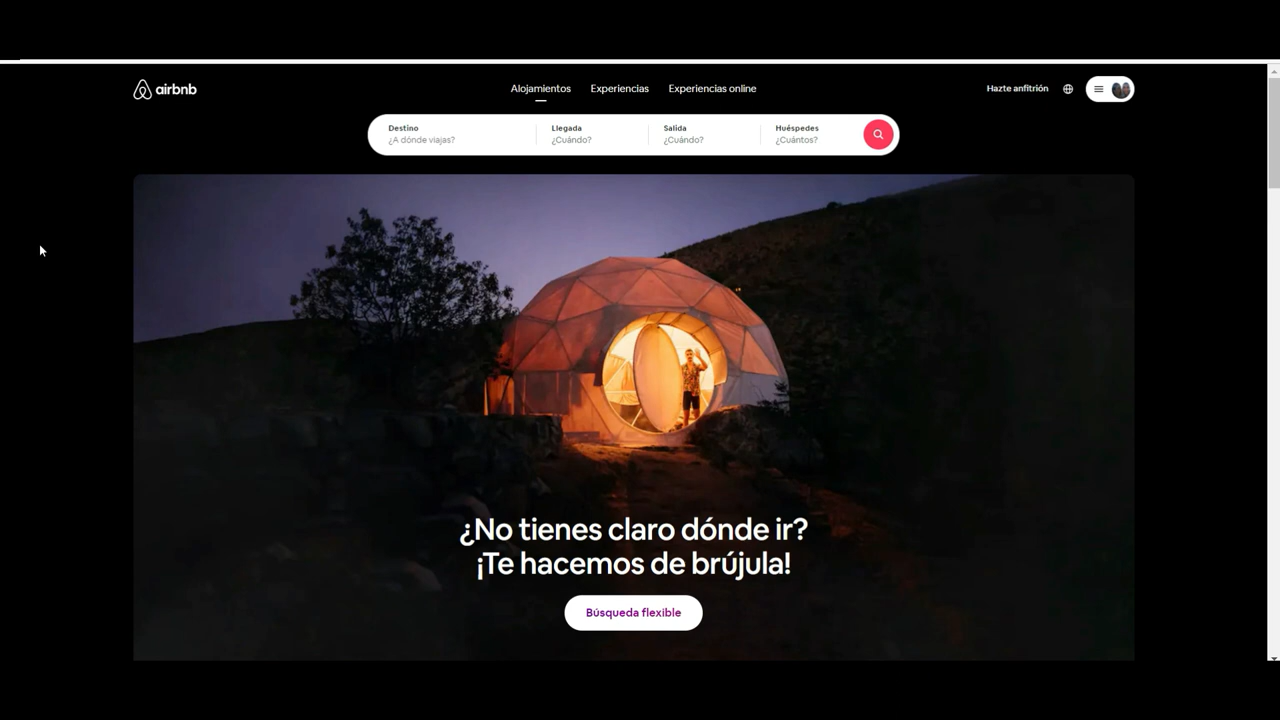 airbnb
Alojamientos Experiencias Experiencias online
Hazte anfitrión
Destino
¿A dónde viajas?
Llegada
¿Cuándo?
Salida
¿Cuándo?
Huéspedes
¿Cuántos?
¿No tienes claro dónde ir?
¡Te hacemos de brújula!
Búsqueda flexible